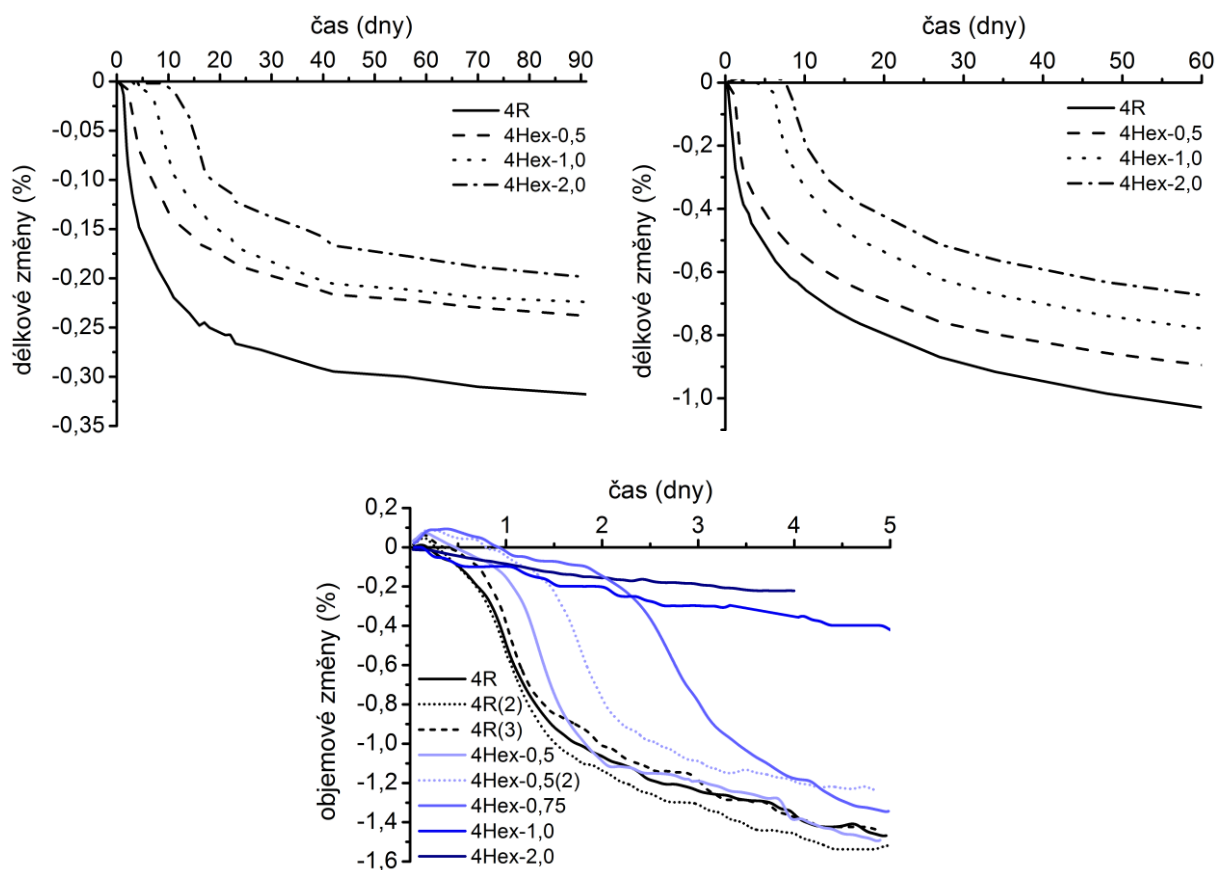 čas (dny)
0 10 20 30 40 50 60 70 80 90
0
-0,05
-0,10
-0,15
-0,20
-0,25
-0,30
-0,35
délkové změny (%)
4R
4Hex-0,5
4Hex-1,0
4Hex-2,0
čas (dny)
0 10 20 30 40 50 60
0
-0,2
-0,4
-0,6
-0,8
-1,0
délkové změny (%)
4R
4Hex-0,5
4Hex-1,0
4Hex-2,0
čas (dny)
1 2 3 4 5
0,2
0
-0,2
-0,4
-0,6
-0,8
-1,0
-1,2
-1,4
-1,6
objemové změny (%)
4R
4R(2)
4R(3)
4Hex-0,5
4Hex-0,5(2)
4Hex-0,75
4Hex-1,0
4Hex-2,0